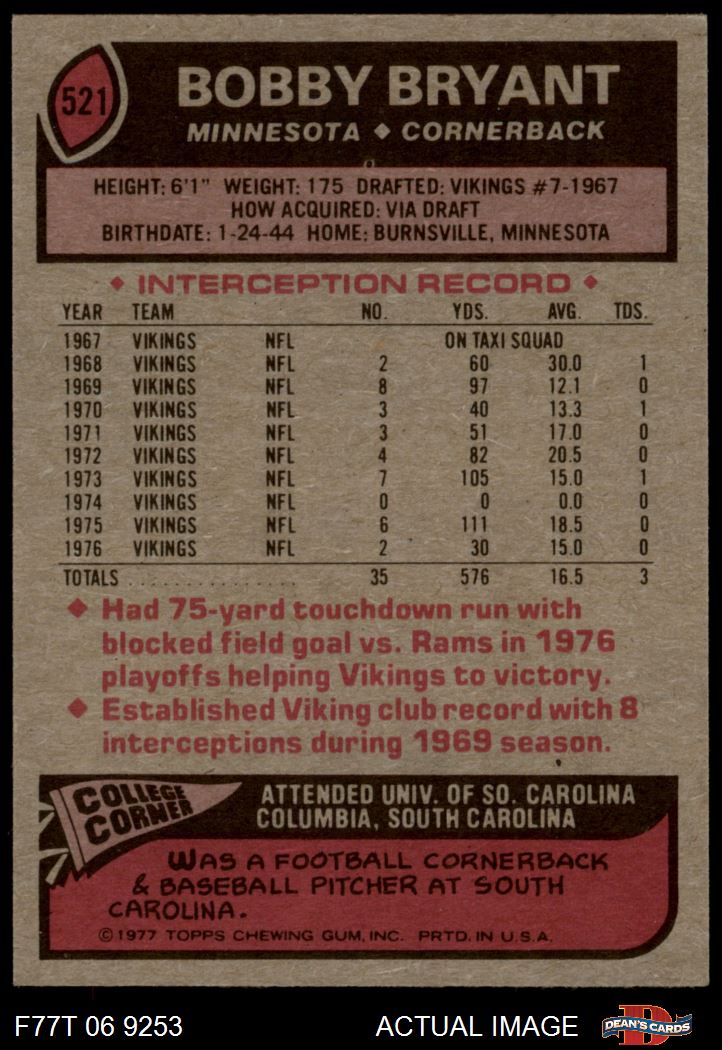 521
BOBBY BRYANT
MINNESOTA ◆ CORNERBACK
HEIGHT: 6'1" WEIGHT: 175 DRAFTED: VIKINGS #7-1967
HOW ACQUIRED: VIA DRAFT
BIRTHDATE: 1-24-44 HOME: BURNSVILLE, MINNESOTA
◆ INTERCEPTION RECORD ◆
YEAR TEAM NO. YDS. AVG. TDS.
1967 VIKINGS NFL ON TAXI SQUAD
1968 VIKINGS NFL 2 60 30.0 1
1969 VIKINGS NFL 8 97 12.1 0
1970 VIKINGS NFL 3 40 13.3 1
1971 VIKINGS NFL 3 51 17.0 0
1972 VIKINGS NFL 4 82 20.5 0
1973 VIKINGS NFL 7 105 15.0 1
1974 VIKINGS NFL 0 0 0.0 0
1975 VIKINGS NFL 6 111 18.5 0
1976 VIKINGS NFL 2 30 15.0 0
TOTALS . . . . . . . . . . . . . . . 35 576 16.5 3
◆ Had 75-yard touchdown run with
blocked field goal vs. Rams in 1976
playoffs helping Vikings to victory.
◆ Established Viking club record with 8
interceptions during 1969 season.
COLLEGE
CORNER
ATTENDED UNIV. OF SO. CAROLINA
COLUMBIA, SOUTH CAROLINA
WAS A FOOTBALL CORNERBACK
& BASEBALL PITCHER AT SOUTH
CAROLINA.
© 1977 TOPPS CHEWING GUM, INC. PRTD. IN U.S.A.
F77T 06 9253 ACTUAL IMAGE
D
DEAN'S CARDS